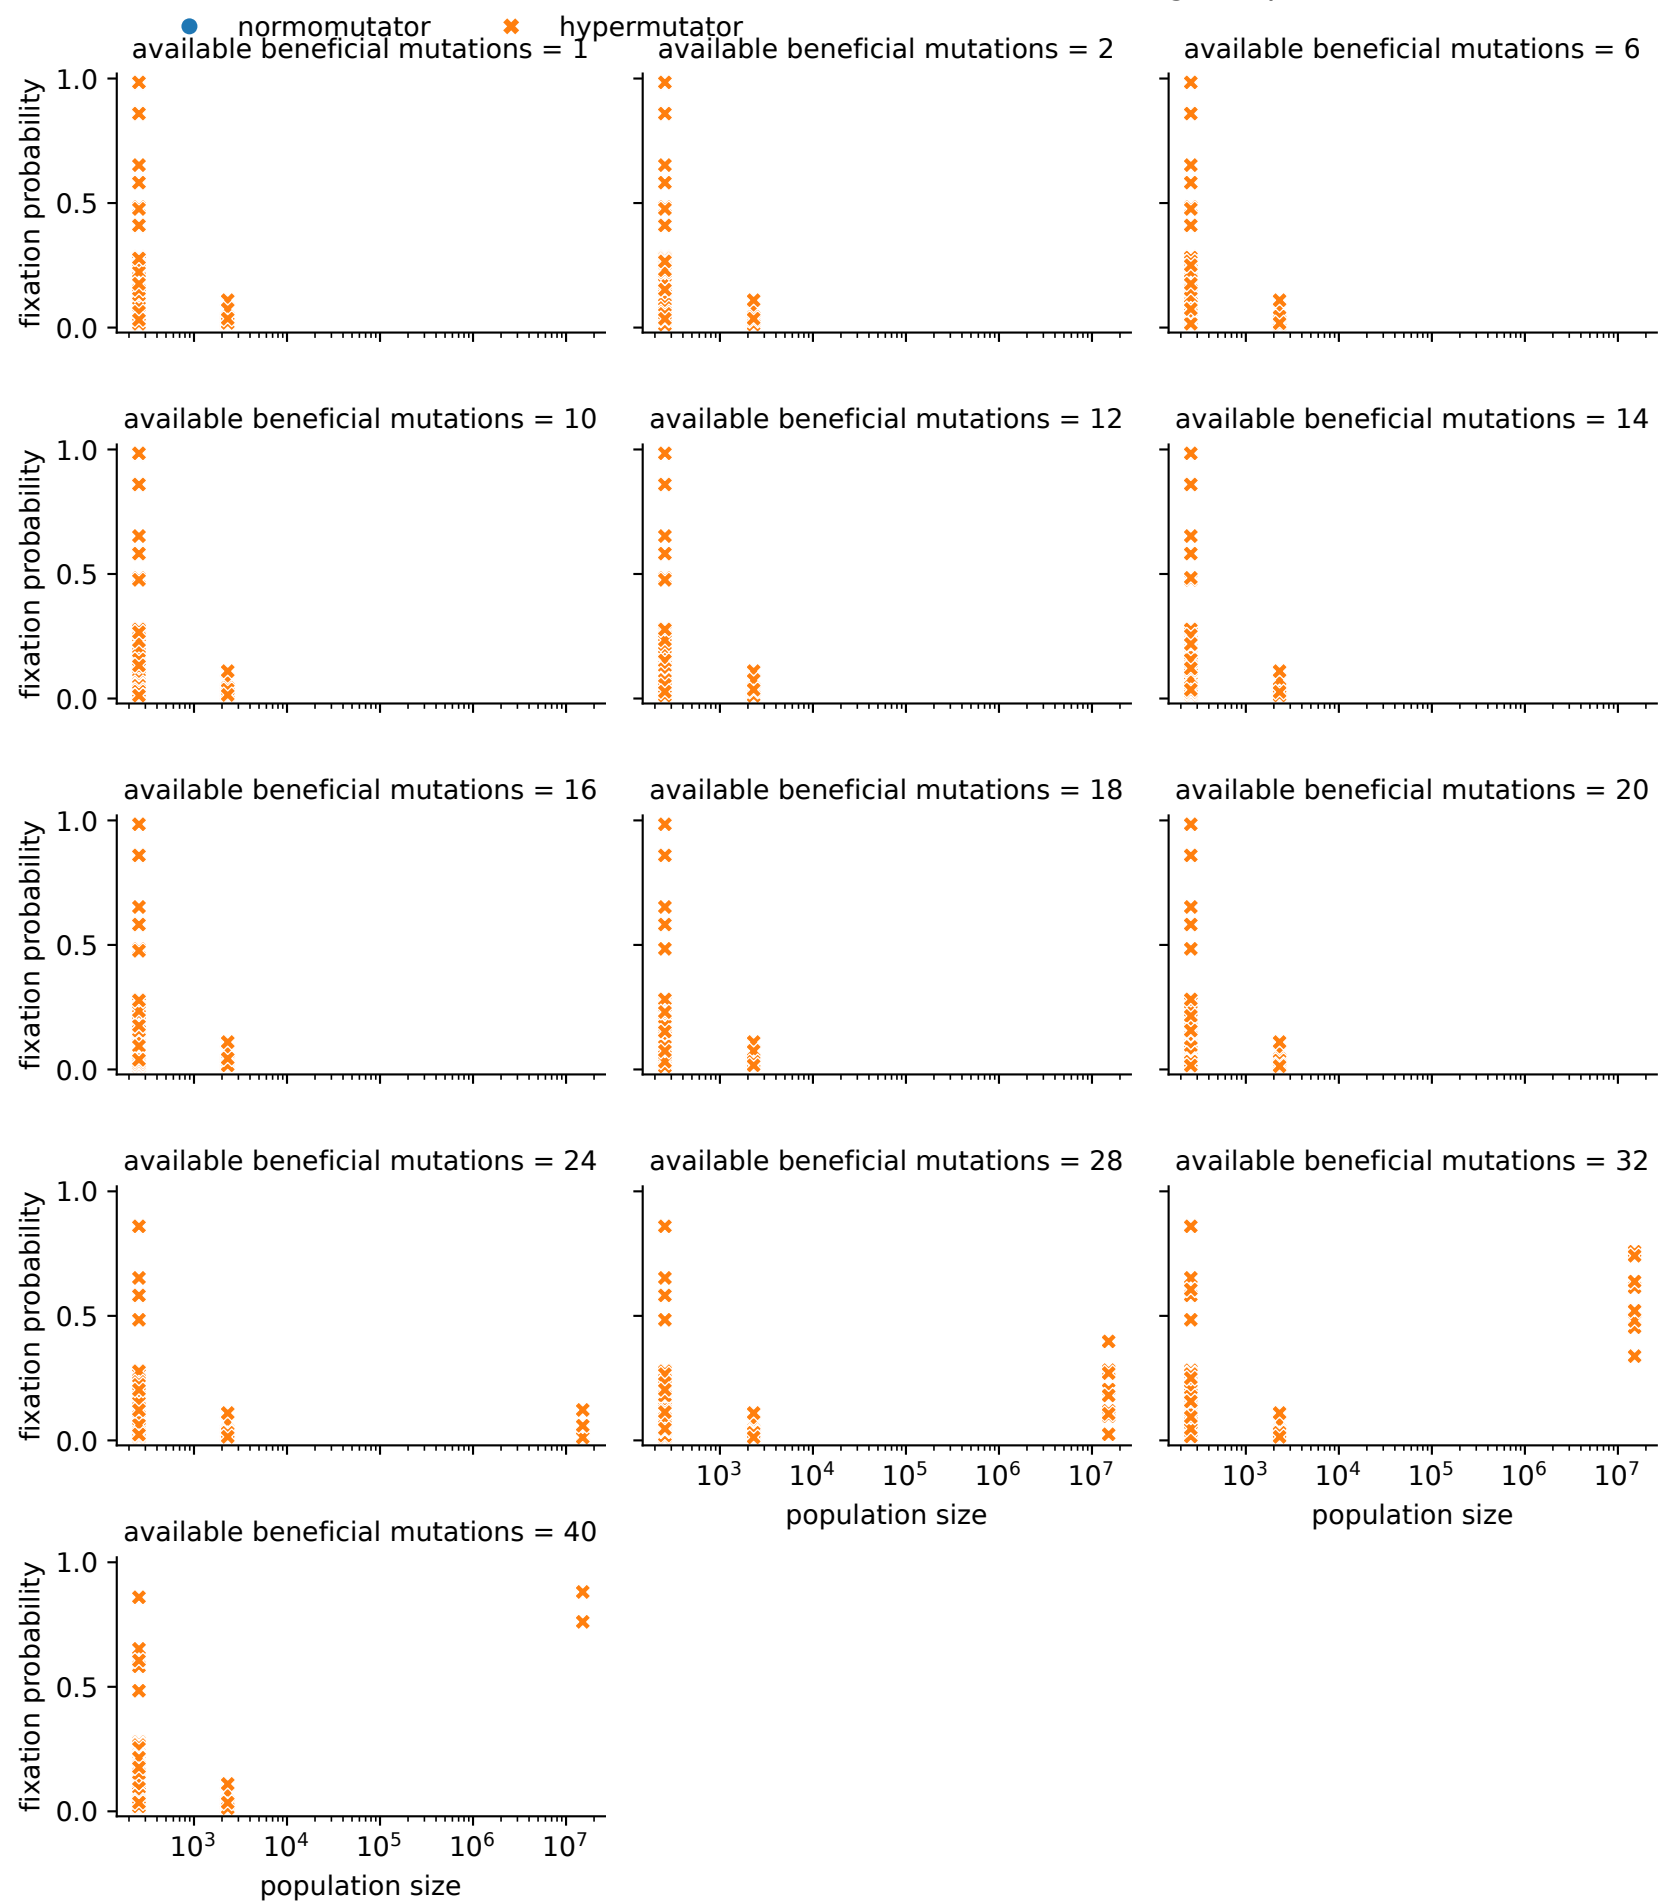 normomutator hypermutator
available beneficial mutations = 1 available beneficial mutations = 2 available beneficial mutations = 6
fixation probability
1.0
0.5
0.0
available beneficial mutations = 10 available beneficial mutations = 12 available beneficial mutations = 14
fixation probability
1.0
0.5
0.0
available beneficial mutations = 16 available beneficial mutations = 18 available beneficial mutations = 20
fixation probability
1.0
0.5
0.0
available beneficial mutations = 24 available beneficial mutations = 28 available beneficial mutations = 32
fixation probability
1.0
0.5
0.0
10³ 10⁴ 10⁵ 10⁶ 10⁷ 10³ 10⁴ 10⁵ 10⁶ 10⁷
population size population size
available beneficial mutations = 40
fixation probability
1.0
0.5
0.0
10³ 10⁴ 10⁵ 10⁶ 10⁷
population size